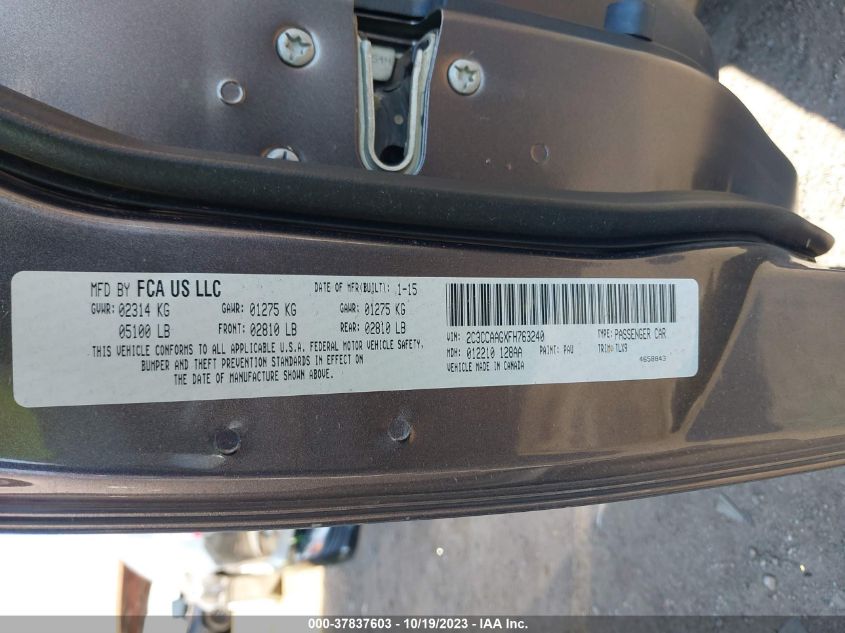 MFD BY FCA US LLC DATE OF MFR(BUILT): 1-15
GVWR: 02314 KG GAWR: 01275 KG GAWR: 01275 KG
05100 LB FRONT: 02810 LB REAR: 02810 LB
THIS VEHICLE CONFORMS TO ALL APPLICABLE U.S.A. FEDERAL MOTOR VEHICLE SAFETY,
BUMPER AND THEFT PREVENTION STANDARDS IN EFFECT ON
THE DATE OF MANUFACTURE SHOWN ABOVE.
VIN: 2C3CCAAGXFH763240 TYPE: PASSENGER CAR
MDH: 012210 128AA PAINT: PAU TRIM: TLX9
VEHICLE MADE IN CANADA 4658843
000-37837603 - 10/19/2023 - IAA Inc.